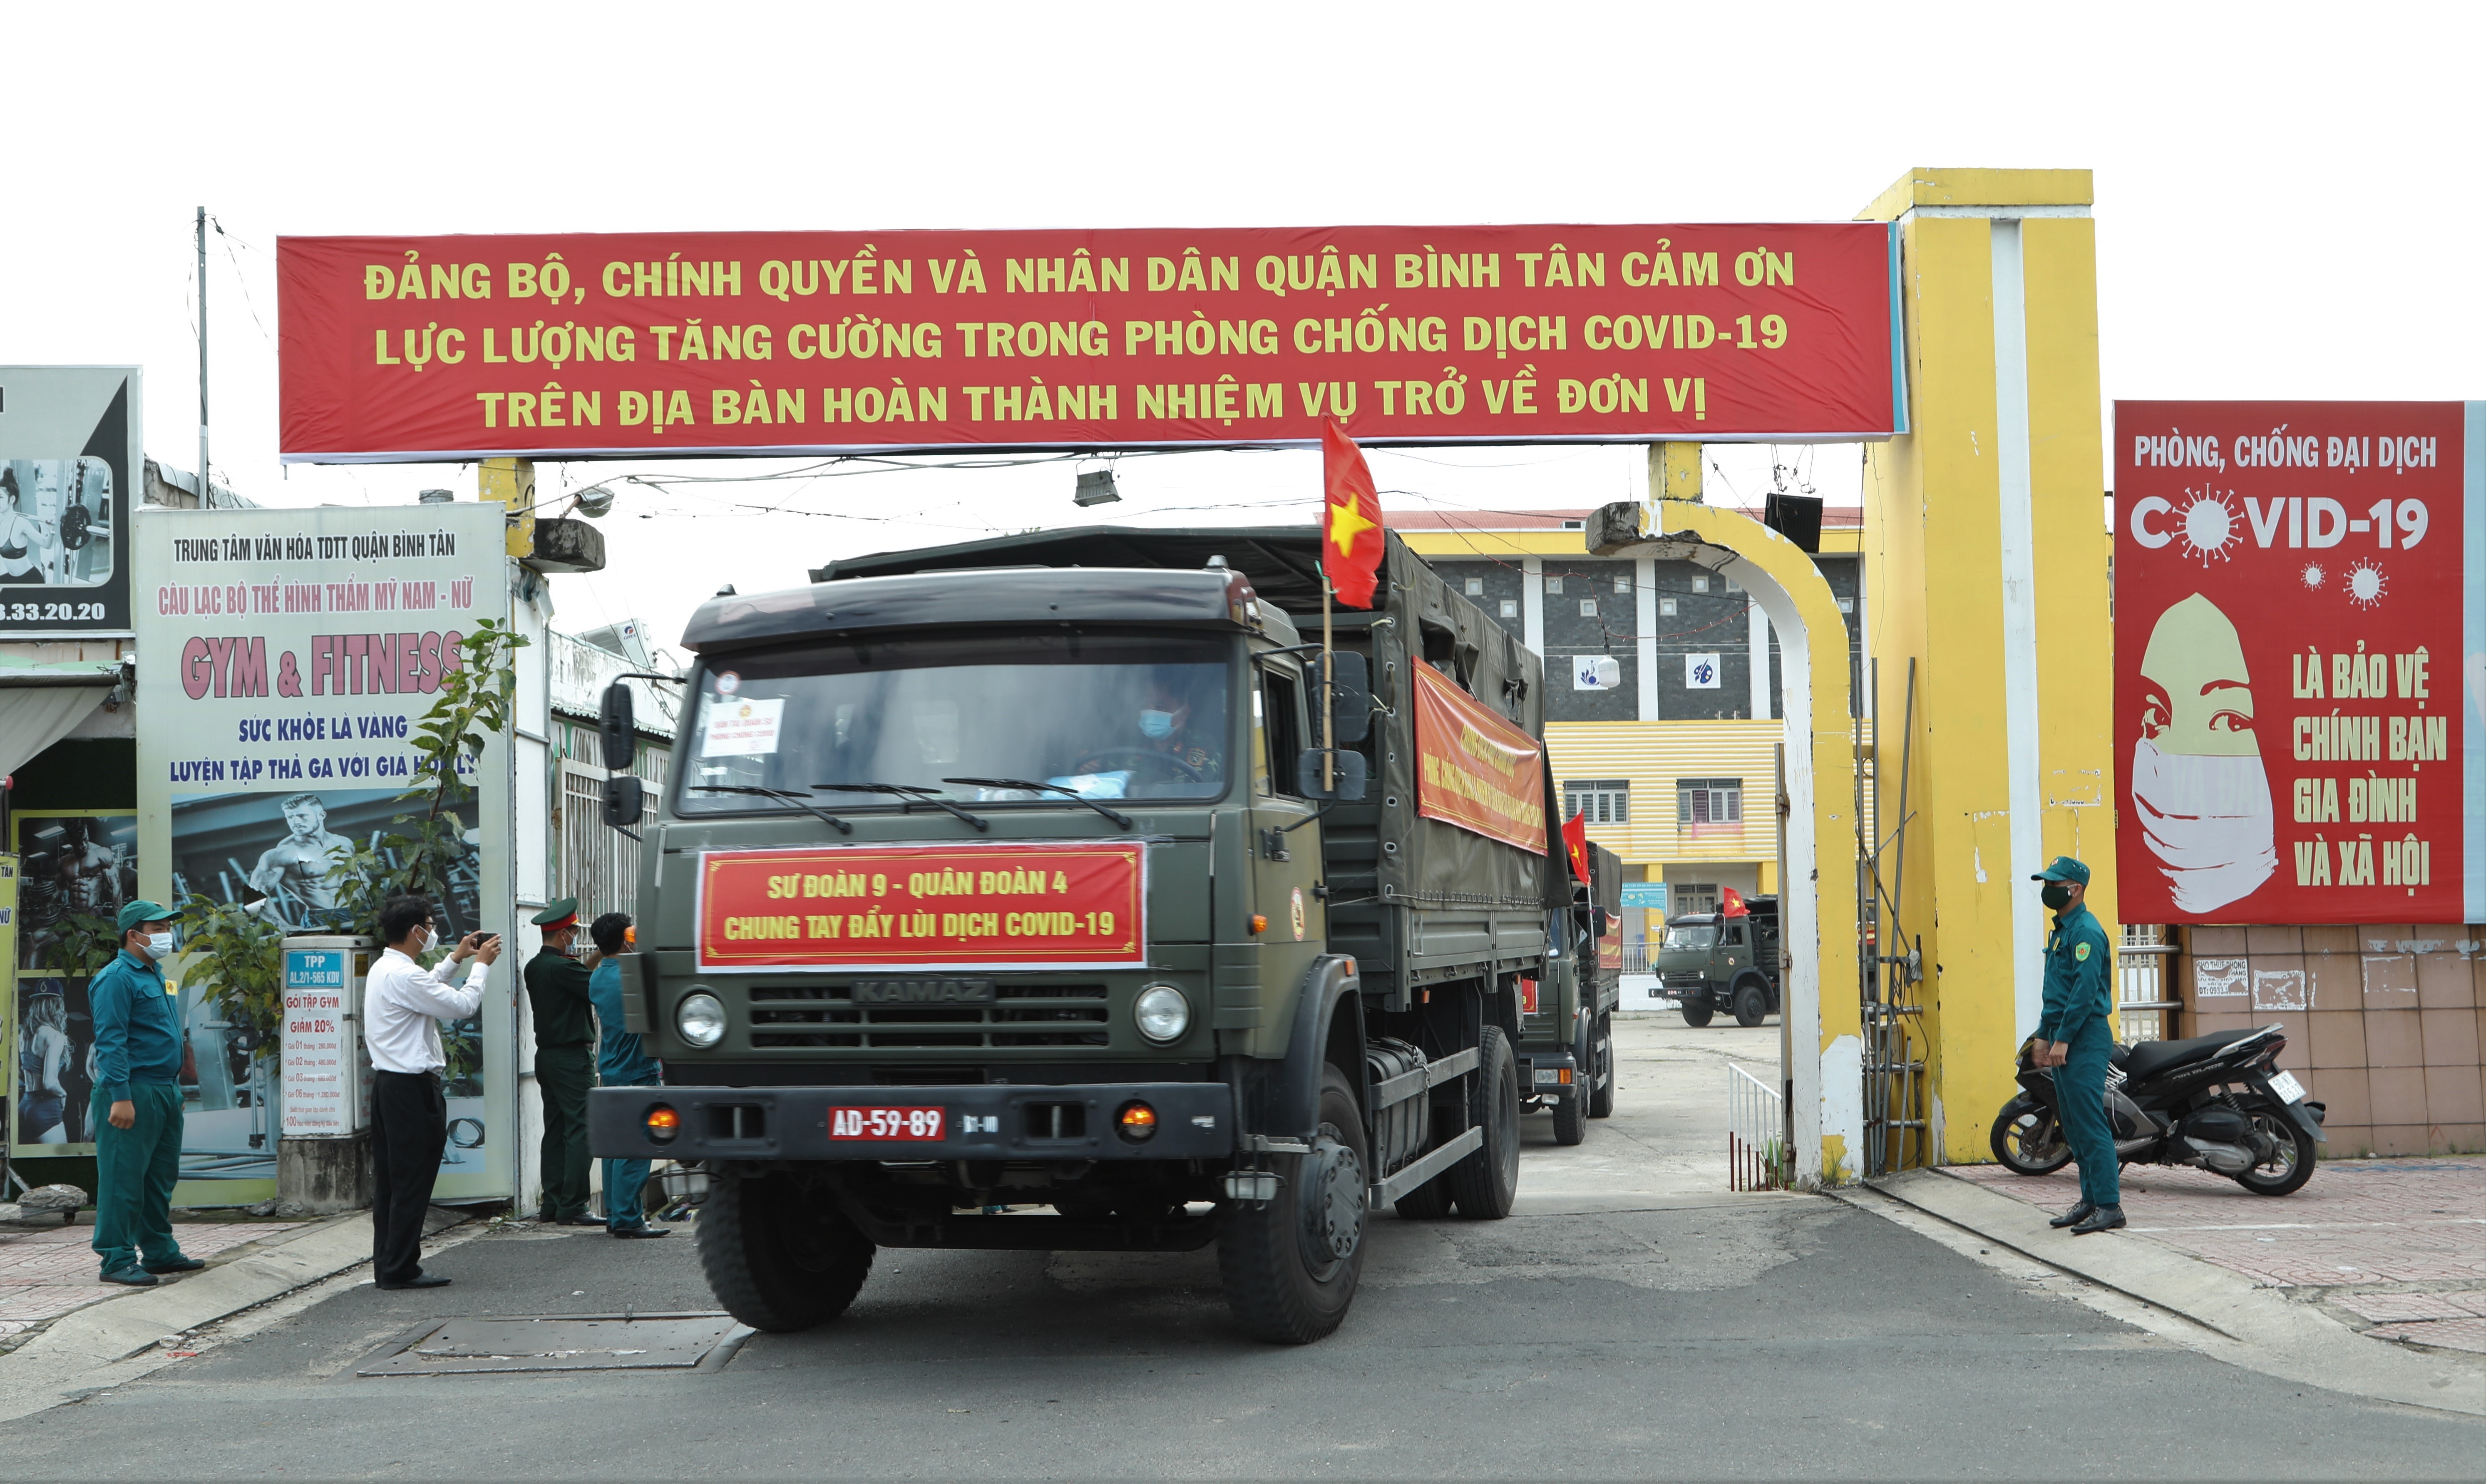 ĐẢNG BỘ, CHÍNH QUYỀN VÀ NHÂN DÂN QUẬN BÌNH TÂN CẢM ƠN
LỰC LƯỢNG TĂNG CƯỜNG TRONG PHÒNG CHỐNG DỊCH COVID-19
TRÊN ĐỊA BÀN HOÀN THÀNH NHIỆM VỤ TRỞ VỀ ĐƠN VỊ
PHÒNG, CHỐNG ĐẠI DỊCH
COVID-19
LÀ BẢO VỆ
CHÍNH BẠN
GIA ĐÌNH
VÀ XÃ HỘI
.33.20.20
TRUNG TÂM VĂN HÓA TDTT QUẬN BÌNH TÂN
CÂU LẠC BỘ THỂ HÌNH THẨM MỸ NAM - NỮ
GYM & FITNESS
SỨC KHỎE LÀ VÀNG
LUYỆN TẬP THẢ GA VỚI GIÁ
TPP
AL.2/1-565 KDV
GÓI TẬP GYM
GIẢM 20%
SƯ ĐOÀN 9 - QUÂN ĐOÀN 4
CHUNG TAY ĐẨY LÙI DỊCH COVID-19
KAMAZ
AD-59-89